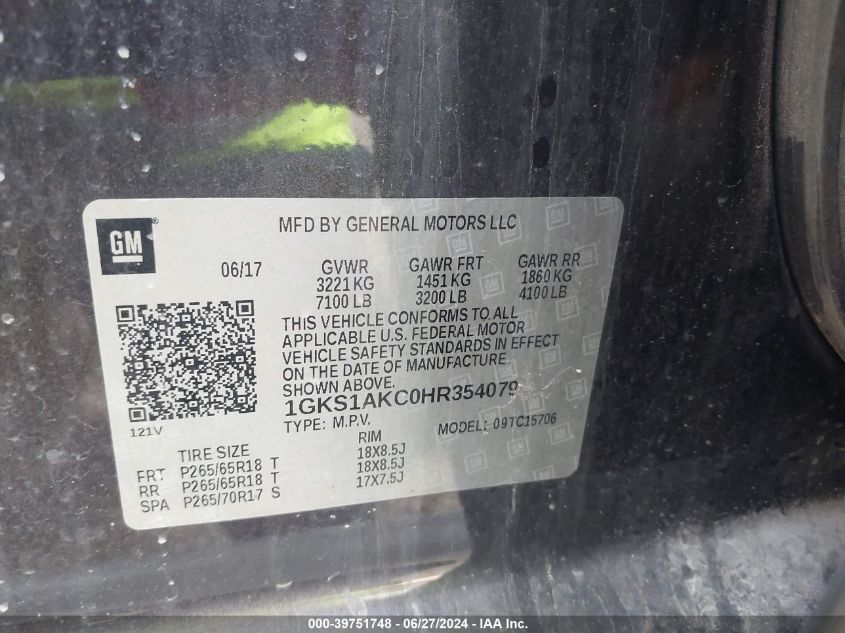 GM
MFD BY GENERAL MOTORS LLC
06/17 GVWR GAWR FRT GAWR RR
3221 KG 1451 KG 1860 KG
7100 LB 3200 LB 4100 LB
THIS VEHICLE CONFORMS TO ALL
APPLICABLE U.S. FEDERAL MOTOR
VEHICLE SAFETY STANDARDS IN EFFECT
ON THE DATE OF MANUFACTURE
SHOWN ABOVE.
1GKS1AKC0HR354079
TYPE: M.P.V. MODEL: 09TC15706
121V
TIRE SIZE RIM
FRT P265/65R18 T 18X8.5J
RR P265/65R18 T 18X8.5J
SPA P265/70R17 S 17X7.5J
000-39751748 - 06/27/2024 - IAA Inc.